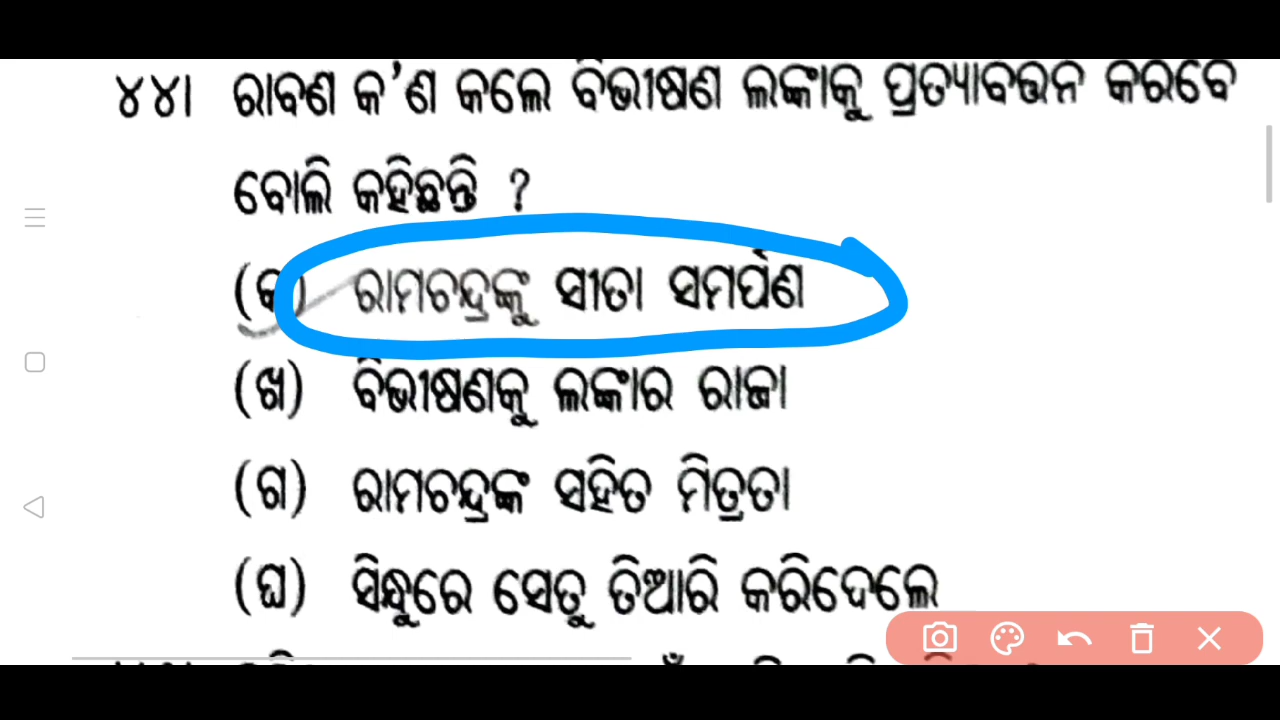 ୪୪। ରାବଣ କ'ଣ କଲେ ବିଭୀଷଣ ଲଙ୍କାକୁ ପ୍ରତ୍ୟାବର୍ତ୍ତନ କରିବେ
ବୋଲି କହିଛନ୍ତି ?
(କ) ରାମଚନ୍ଦ୍ରଙ୍କୁ ସୀତା ସମର୍ପଣ
(ଖ) ବିଭୀଷଣକୁ ଲଙ୍କାର ରାଜା
(ଗ) ରାମଚନ୍ଦ୍ରଙ୍କ ସହିତ ମିତ୍ରତା
(ଘ) ସିନ୍ଧୁରେ ସେତୁ ତିଆରି କରିଦେଲେ